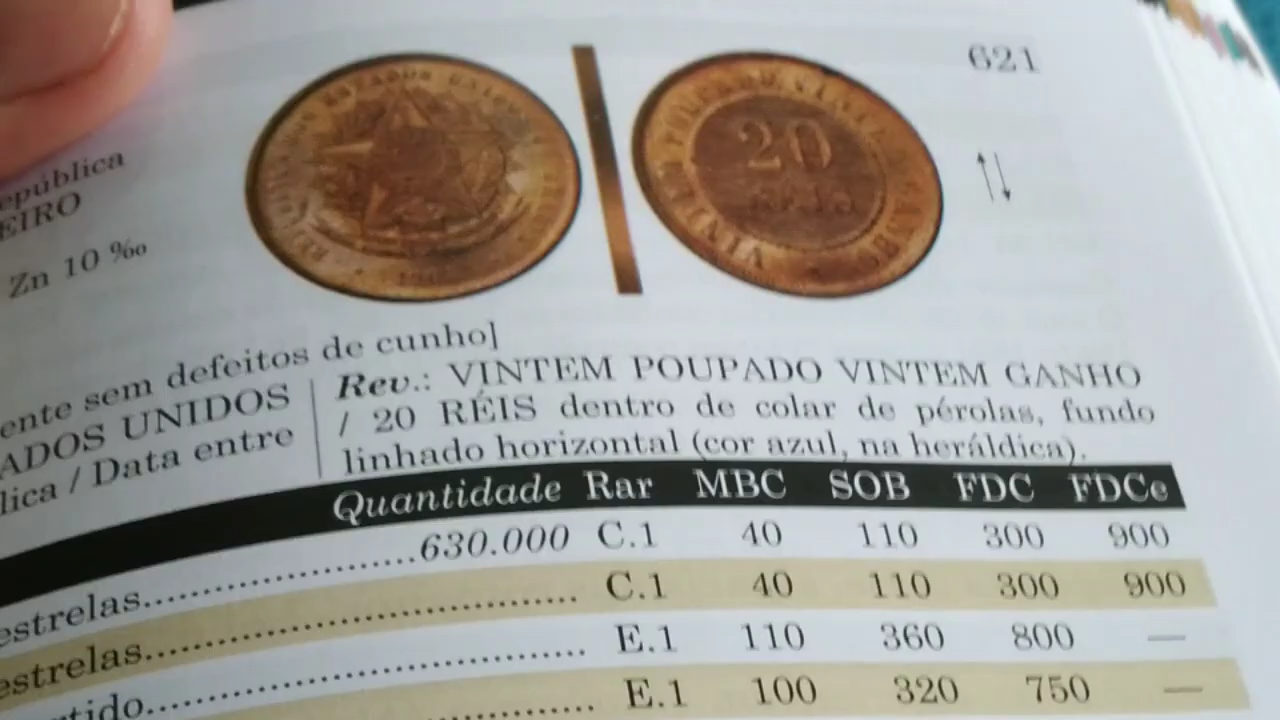 621
epública
EIRO
Zn 10 ‰
20
RÉIS
ente sem defeitos de cunho]
ADOS UNIDOS
lica / Data entre
Rev.: VINTEM POUPADO VINTEM GANHO
/ 20 RÉIS dentro de colar de pérolas, fundo
linhado horizontal (cor azul, na heráldica).
Quantidade Rar MBC SOB FDC FDCe
630.000 C.1 40 110 300 900
estrelas C.1 40 110 300 900
estrelas E.1 110 360 800 —
tido E.1 100 320 750 —